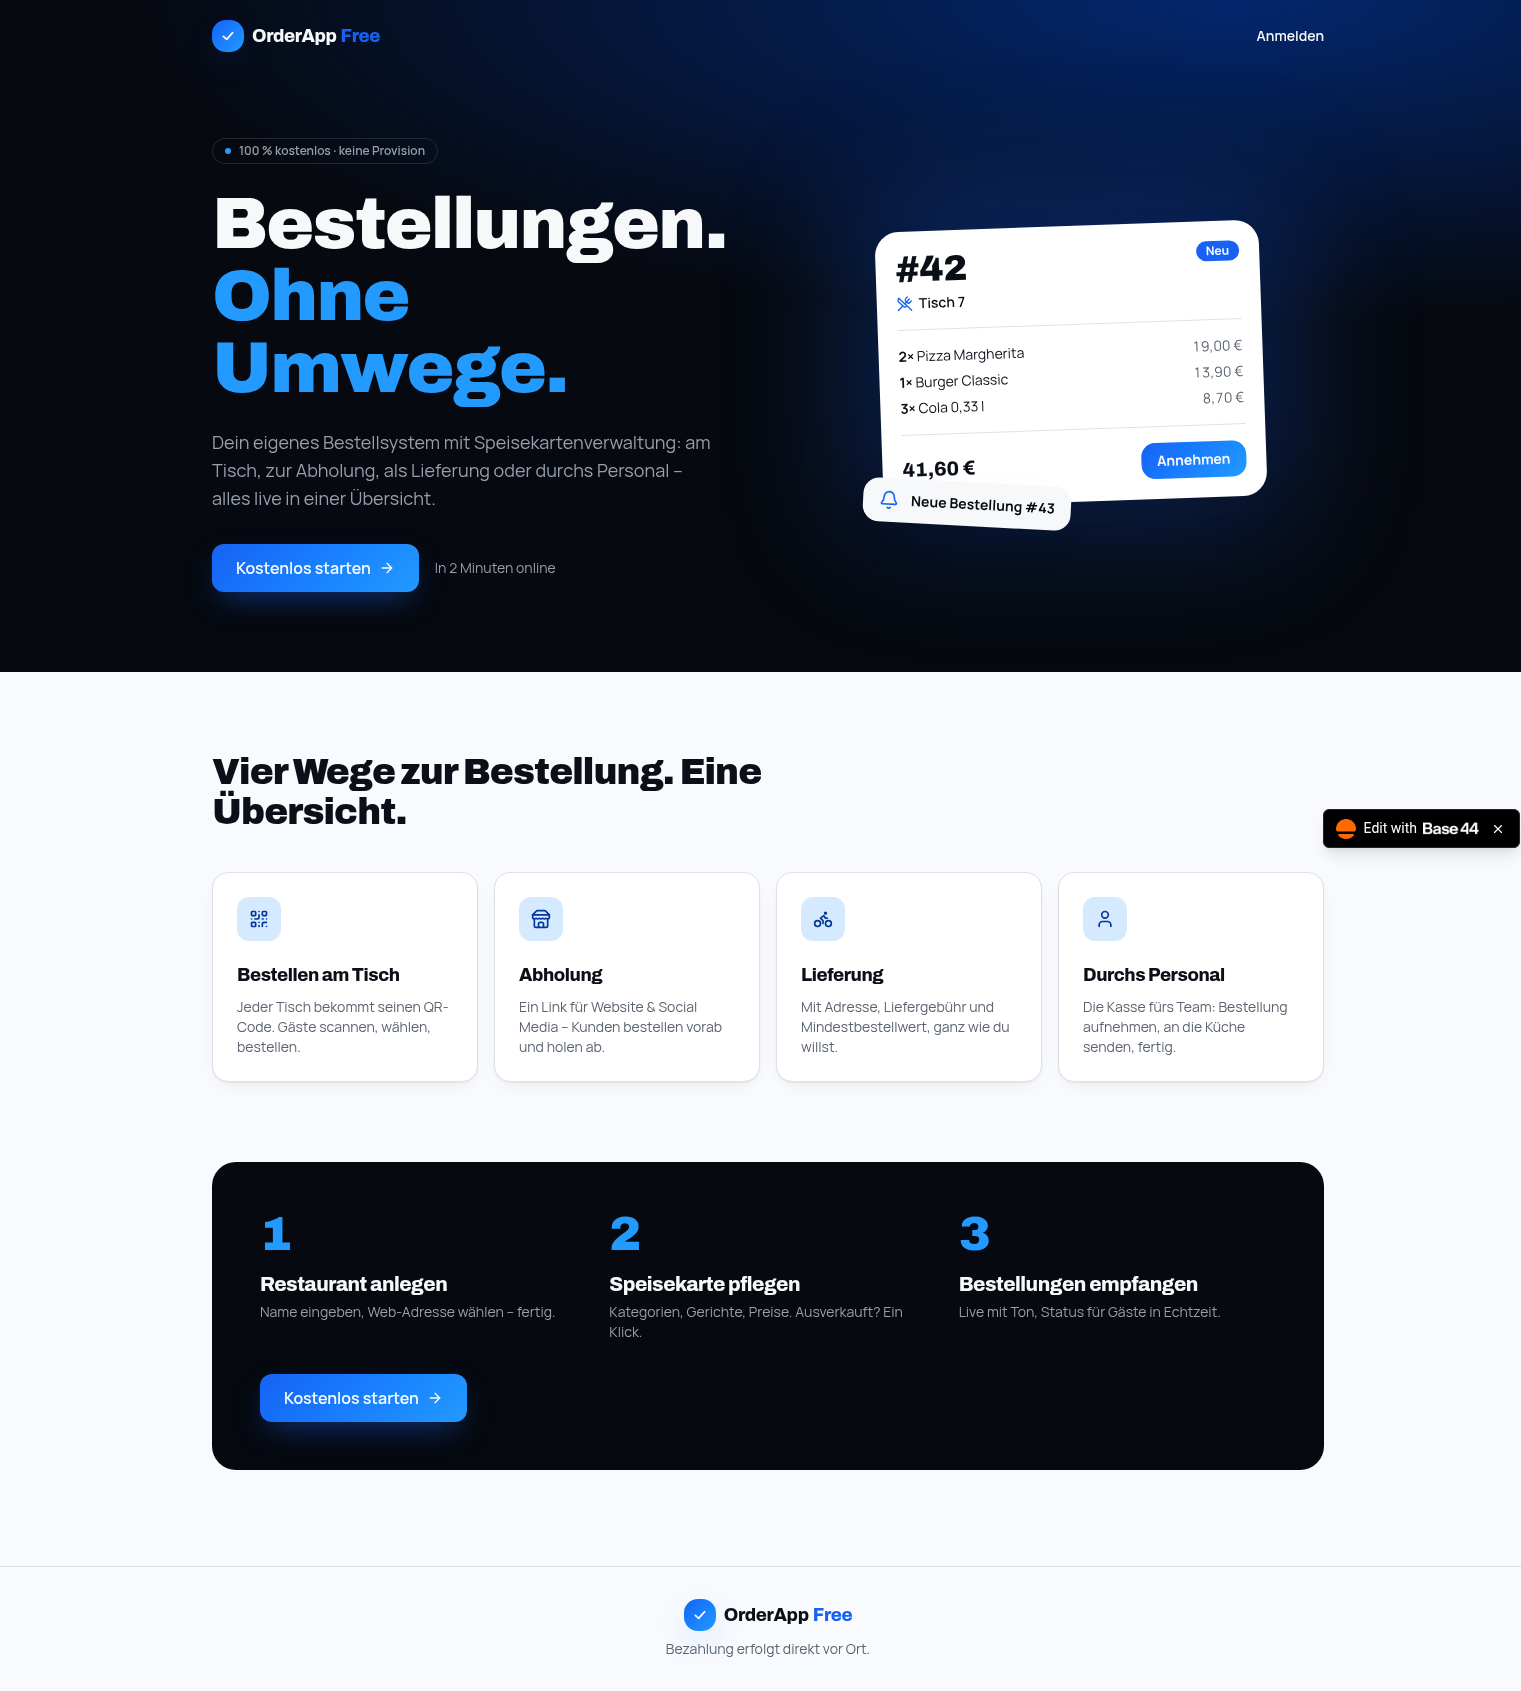 OrderApp Free
Anmelden
100 % kostenlos · keine Provision
Bestellungen.
Ohne
Umwege.
Dein eigenes Bestellsystem mit Speisekartenverwaltung: am
Tisch, zur Abholung, als Lieferung oder durchs Personal –
alles live in einer Übersicht.
Kostenlos starten
In 2 Minuten online
#42
Neu
Tisch 7
2× Pizza Margherita 19,00 €
1× Burger Classic 13,90 €
3× Cola 0,33 l 8,70 €
41,60 €
Annehmen
Neue Bestellung #43
Vier Wege zur Bestellung. Eine
Übersicht.
Edit with Base 44
Bestellen am Tisch
Jeder Tisch bekommt seinen QR-
Code. Gäste scannen, wählen,
bestellen.
Abholung
Ein Link für Website & Social
Media – Kunden bestellen vorab
und holen ab.
Lieferung
Mit Adresse, Liefergebühr und
Mindestbestellwert, ganz wie du
willst.
Durchs Personal
Die Kasse fürs Team: Bestellung
aufnehmen, an die Küche
senden, fertig.
1
Restaurant anlegen
Name eingeben, Web-Adresse wählen – fertig.
2
Speisekarte pflegen
Kategorien, Gerichte, Preise. Ausverkauft? Ein
Klick.
3
Bestellungen empfangen
Live mit Ton, Status für Gäste in Echtzeit.
Kostenlos starten
OrderApp Free
Bezahlung erfolgt direkt vor Ort.